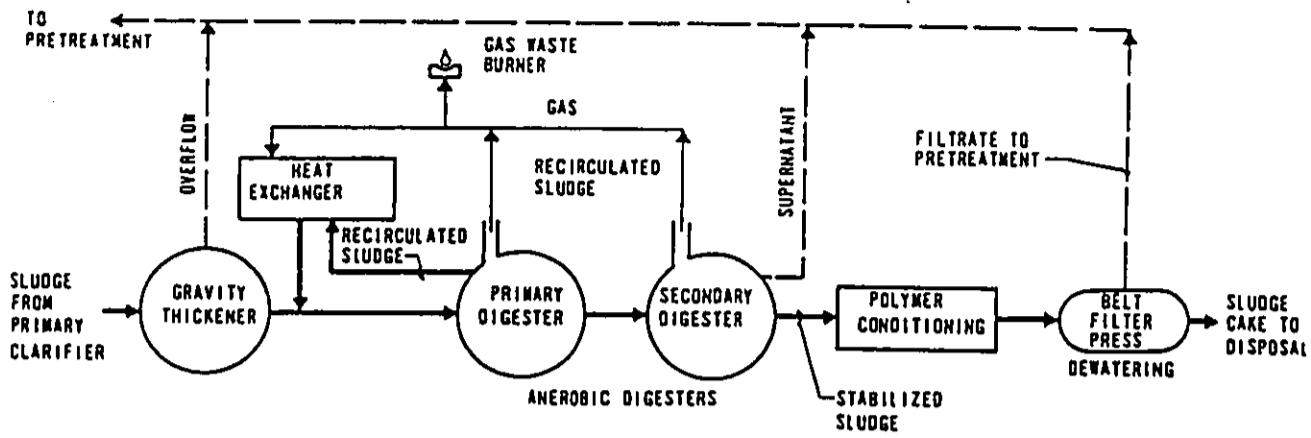 TO
PRETREATMENT
GAS WASTE
BURNER
GAS
OVERFLOW
HEAT
EXCHANGER
RECIRCULATED
SLUDGE
RECIRCULATED
SLUDGE
SUPERNATANT
FILTRATE TO
PRETREATMENT
SLUDGE
FROM
PRIMARY
CLARIFIER
GRAVITY
THICKENER
PRIMARY
DIGESTER
SECONDARY
DIGESTER
POLYMER
CONDITIONING
BELT
FILTER
PRESS
DEWATERING
SLUDGE
CAKE TO
DISPOSAL
ANEROBIC DIGESTERS
STABILIZED
SLUDGE